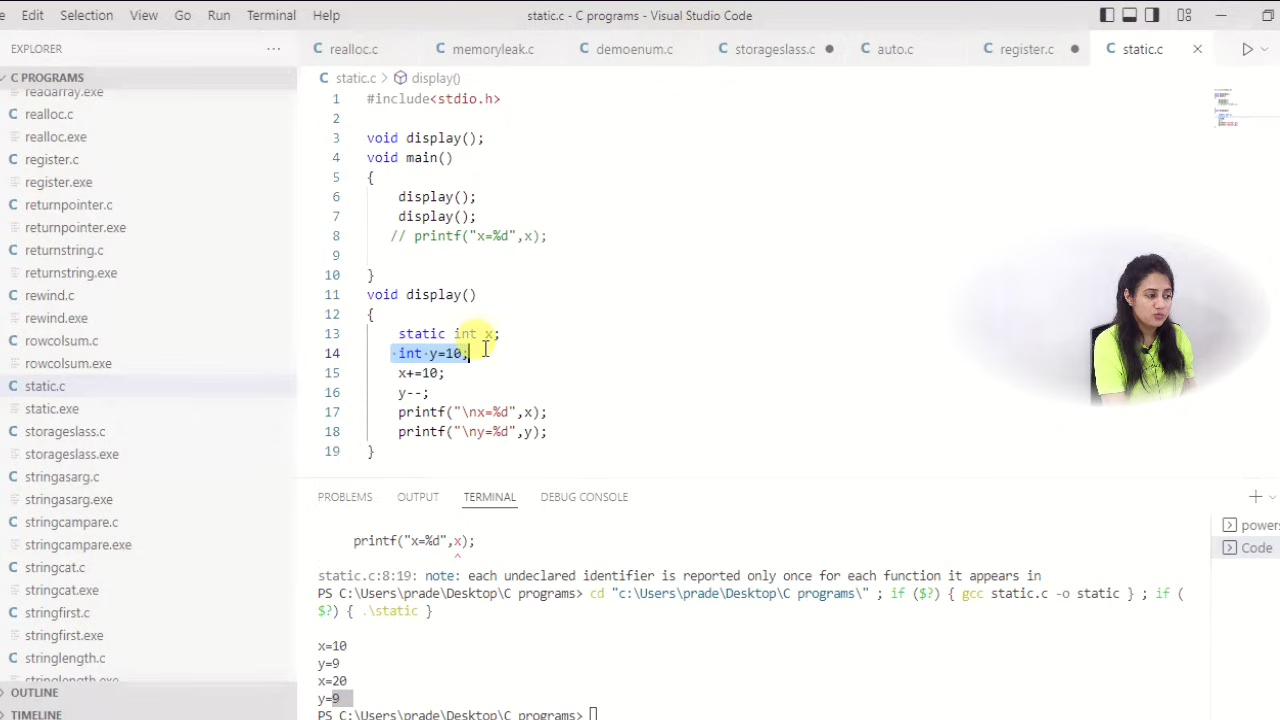 e Edit Selection View Go Run Terminal Help static.c - C programs - Visual Studio Code
EXPLORER ...
realloc.c memoryleak.c demoenum.c storageslass.c auto.c register.c static.c
C PROGRAMS
readarray.exe
realloc.c
realloc.exe
register.c
register.exe
returnpointer.c
returnpointer.exe
returnstring.c
returnstring.exe
rewind.c
rewind.exe
rowcolsum.c
rowcolsum.exe
static.c
static.exe
storageslass.c
storageslass.exe
stringasarg.c
stringasarg.exe
stringcampare.c
stringcampare.exe
stringcat.c
stringcat.exe
stringfirst.c
stringfirst.exe
stringlength.c
stringlength.exe
OUTLINE
TIMELINE
static.c > display()
1 #include<stdio.h>
2
3 void display();
4 void main()
5 {
6 display();
7 display();
8 // printf("x=%d",x);
9
10 }
11 void display()
12 {
13 static int x;
14 int y=10;
15 x+=10;
16 y--;
17 printf("\nx=%d",x);
18 printf("\ny=%d",y);
19 }
PROBLEMS OUTPUT TERMINAL DEBUG CONSOLE
printf("x=%d",x);
^
static.c:8:19: note: each undeclared identifier is reported only once for each function it appears in
PS C:\Users\prade\Desktop\C programs> cd "c:\Users\prade\Desktop\C programs\" ; if ($?) { gcc static.c -o static } ; if (
$?) { .\static }
x=10
y=9
x=20
y=9
PS C:\Users\prade\Desktop\C programs>
powers
Code